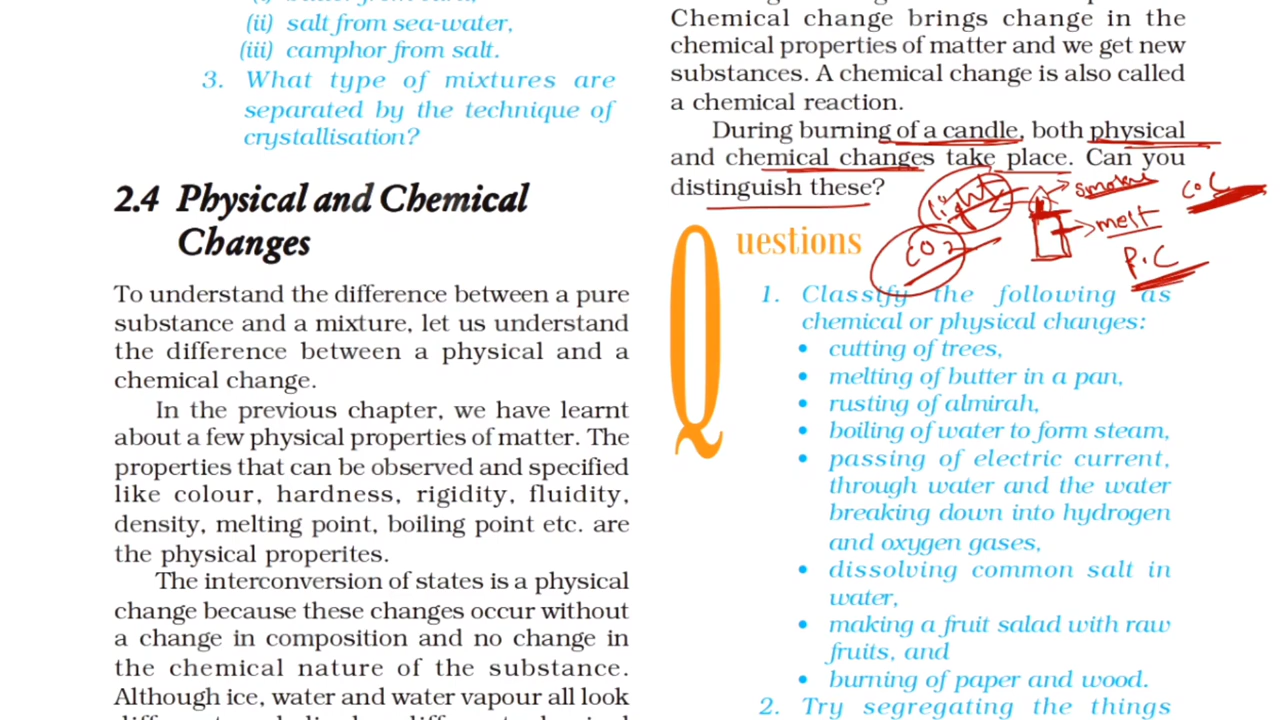 (ii) salt from sea-water,
(iii) camphor from salt.
3. What type of mixtures are
separated by the technique of
crystallisation?
2.4 Physical and Chemical
Changes
To understand the difference between a pure
substance and a mixture, let us understand
the difference between a physical and a
chemical change.
In the previous chapter, we have learnt
about a few physical properties of matter. The
properties that can be observed and specified
like colour, hardness, rigidity, fluidity,
density, melting point, boiling point etc. are
the physical properites.
The interconversion of states is a physical
change because these changes occur without
a change in composition and no change in
the chemical nature of the substance.
Although ice, water and water vapour all look
Chemical change brings change in the
chemical properties of matter and we get new
substances. A chemical change is also called
a chemical reaction.
During burning of a candle, both physical
and chemical changes take place. Can you
distinguish these?
light
smoke
C.C
CO2
melt
P.C
Questions
1. Classify the following as
chemical or physical changes:
• cutting of trees,
• melting of butter in a pan,
• rusting of almirah,
• boiling of water to form steam,
• passing of electric current,
through water and the water
breaking down into hydrogen
and oxygen gases,
• dissolving common salt in
water,
• making a fruit salad with raw
fruits, and
• burning of paper and wood.
2. Try segregating the things